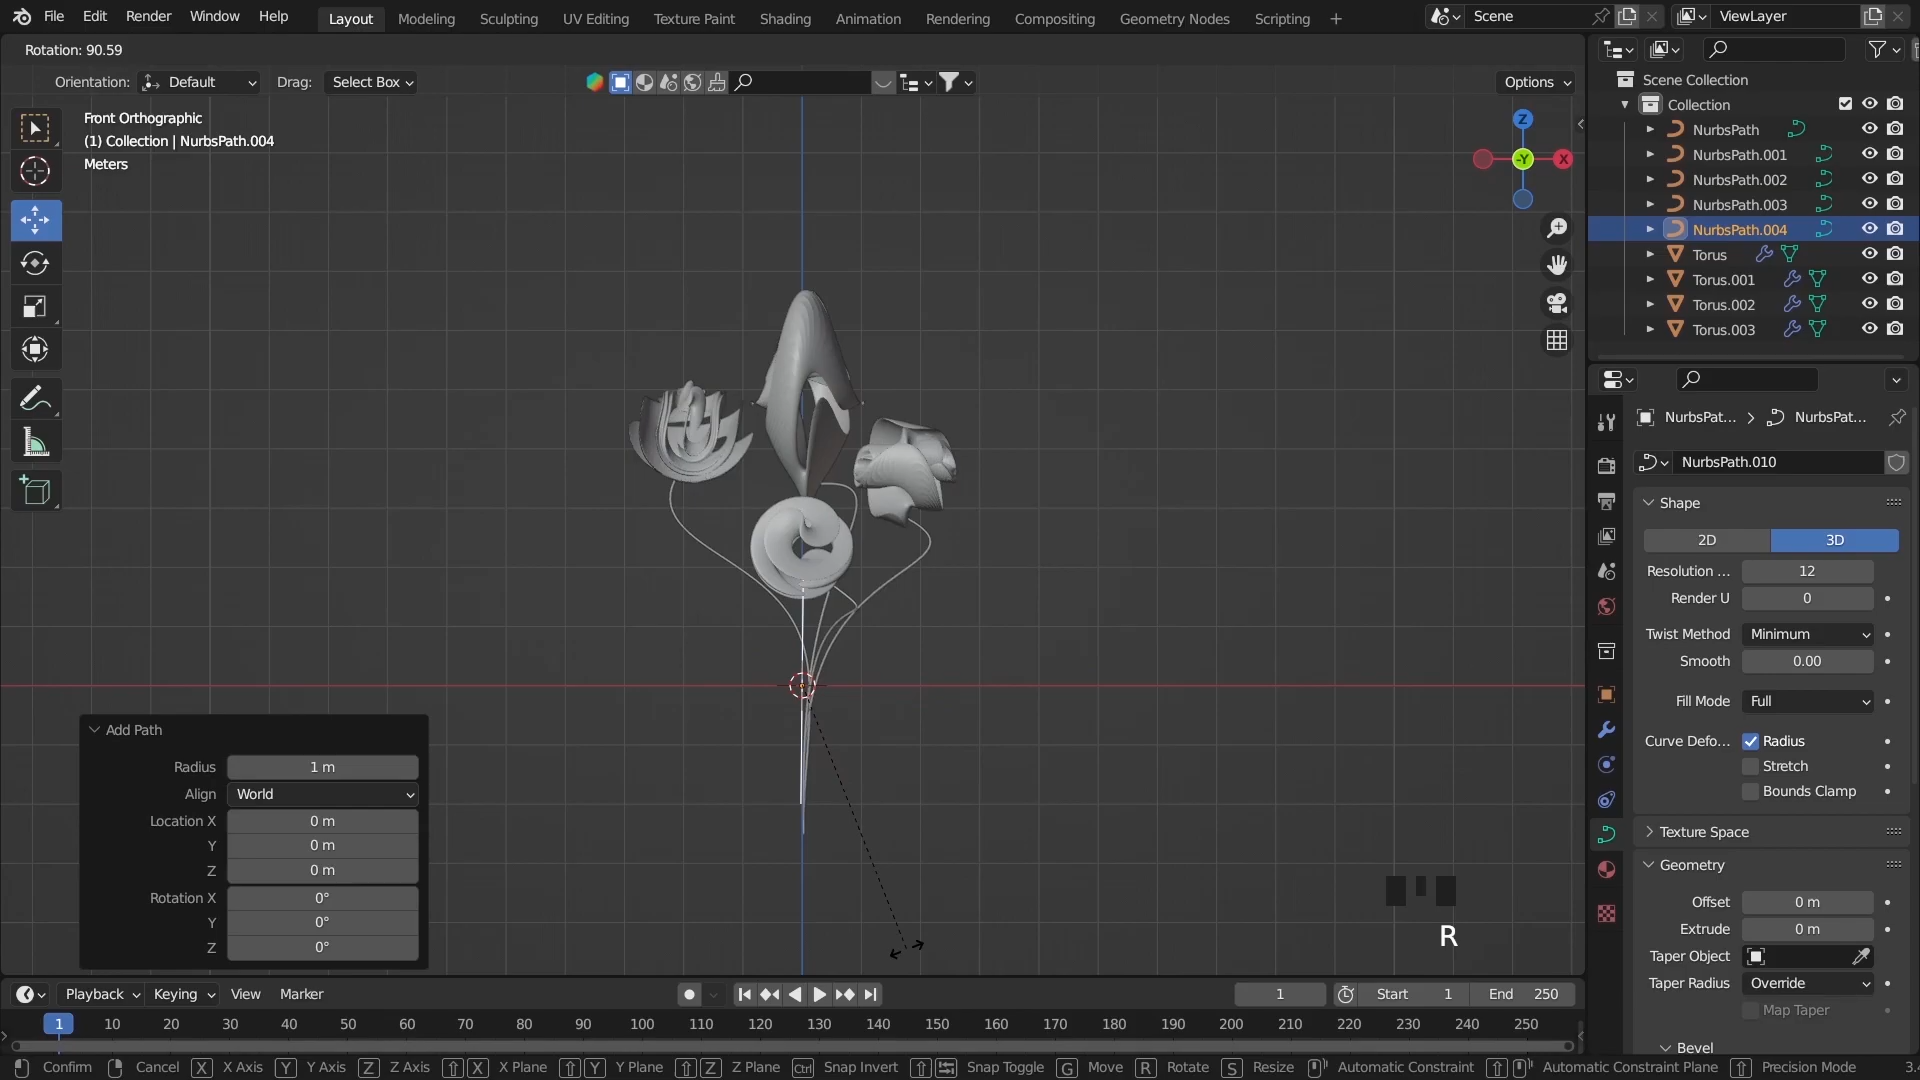 File Edit Render Window Help Layout Modeling Sculpting UV Editing Texture Paint Shading Animation Rendering Compositing Geometry Nodes Scripting + Scene ViewLayer
Rotation: 90.59
Orientation: Default Drag: Select Box Options
Front Orthographic
(1) Collection | NurbsPath.004
Meters
Z
-Y
X
Scene Collection
Collection
NurbsPath
NurbsPath.001
NurbsPath.002
NurbsPath.003
NurbsPath.004
Torus
Torus.001
Torus.002
Torus.003
NurbsPat... > NurbsPat...
NurbsPath.010
Shape
2D 3D
Resolution ... 12
Render U 0
Twist Method Minimum
Smooth 0.00
Fill Mode Full
Curve Defo... Radius
Stretch
Bounds Clamp
Texture Space
Geometry
Offset 0 m
Extrude 0 m
Taper Object
Taper Radius Override
Map Taper
Bevel
Add Path
Radius 1 m
Align World
Location X 0 m
Y 0 m
Z 0 m
Rotation X 0°
Y 0°
Z 0°
R
Playback Keying View Marker 1 Start 1 End 250
1 10 20 30 40 50 60 70 80 90 100 110 120 130 140 150 160 170 180 190 200 210 220 230 240 250
Confirm Cancel X X Axis Y Y Axis Z Z Axis X X Plane Y Y Plane Z Z Plane Ctrl Snap Invert Snap Toggle G Move R Rotate S Resize Automatic Constraint Automatic Constraint Plane Precision Mode 3.